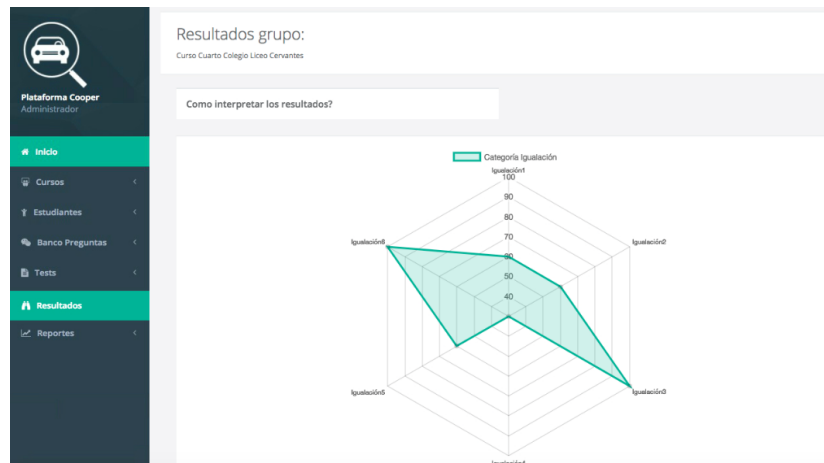 Plataforma Cooper
Administrador
Inicio
Cursos
Estudiantes
Banco Preguntas
Tests
Resultados
Reportes
Resultados grupo:
Curso Cuarto Colegio Liceo Cervantes
Como interpretar los resultados?
Categoría Igualación
Igualación1
100
90
80
70
60
50
40
Igualación2
Igualación3
Igualación4
Igualación5
Igualación6